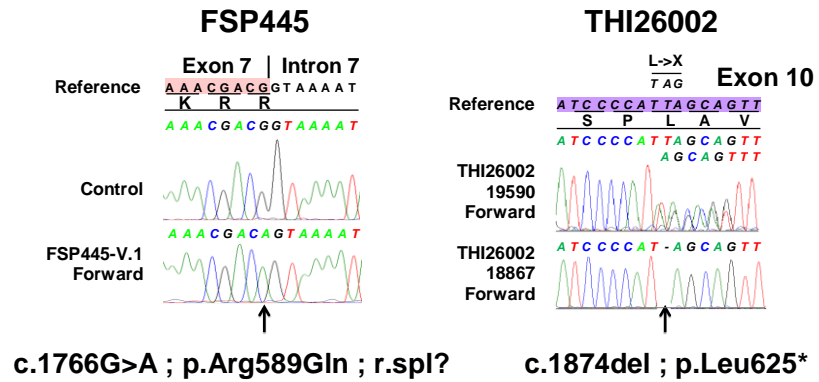 FSP445
Exon 7 | Intron 7
Reference AAACGACGGTAAAAT
K R R
AAACGACGGTAAAAT
Control
AAACGACAGTAAAAT
FSP445-V.1
Forward
c.1766G>A ; p.Arg589Gln ; r.spl?
THI26002
L->X
TAG
Exon 10
Reference ATCCCCATTAGCAGTT
S P L A V
ATCCCCATTAGCAGTT
AGCAGTTT
THI26002
19590
Forward
ATCCCCAT-AGCAGTT
THI26002
18867
Forward
c.1874del ; p.Leu625*